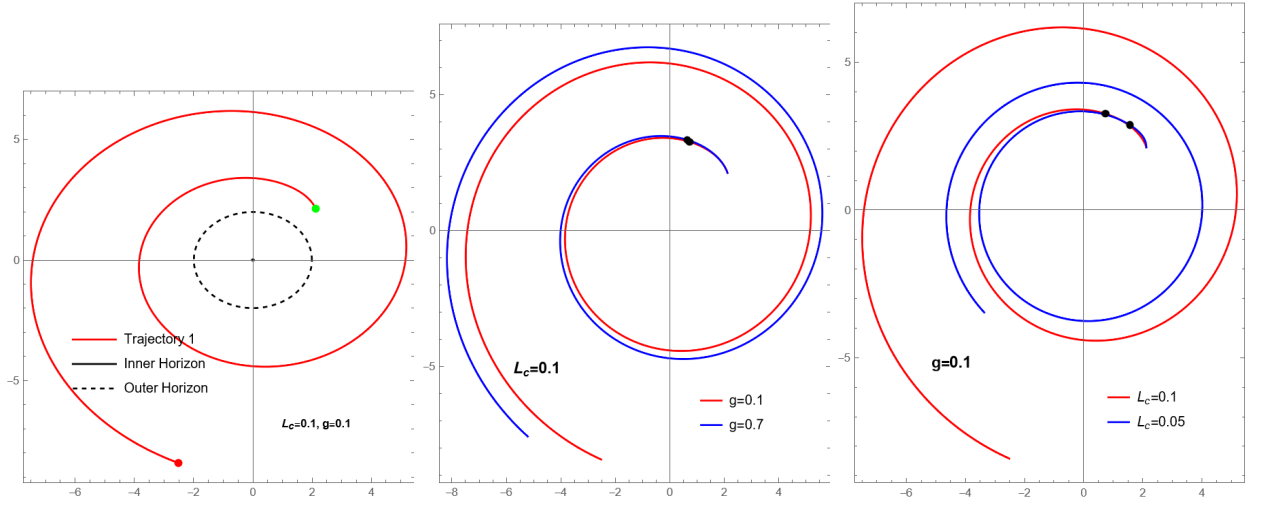 5
0
−5
−6
−4
−2
0
2
4
Trajectory 1
Inner Horizon
Outer Horizon
Lc=0.1, g=0.1
5
0
−5
−8
−6
−4
−2
0
2
4
Lc=0.1
g=0.1
g=0.7
5
0
−5
−6
−4
−2
0
2
4
g=0.1
Lc=0.1
Lc=0.05